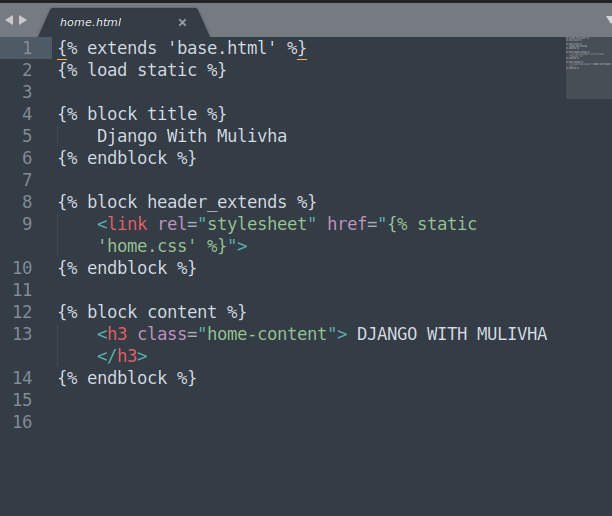 home.html ×
1 {% extends 'base.html' %}
2 {% load static %}
3
4 {% block title %}
5     Django With Mulivha
6 {% endblock %}
7
8 {% block header_extends %}
9     <link rel="stylesheet" href="{% static
    'home.css' %}">
10 {% endblock %}
11
12 {% block content %}
13     <h3 class="home-content"> DJANGO WITH MULIVHA
    </h3>
14 {% endblock %}
15
16